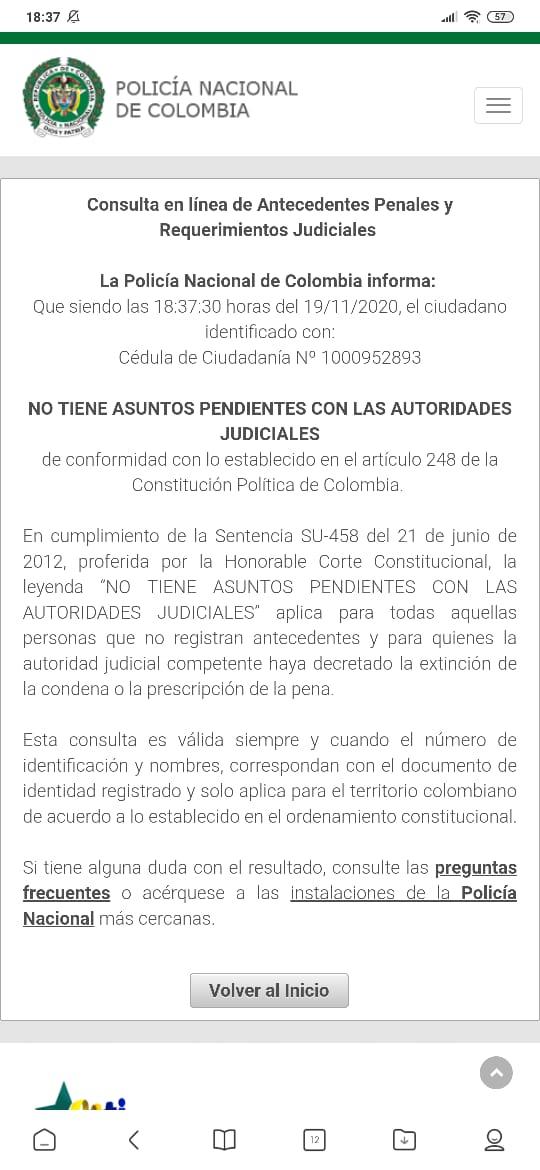 18:37
57
POLICÍA NACIONAL
DE COLOMBIA
Consulta en línea de Antecedentes Penales y
Requerimientos Judiciales
La Policía Nacional de Colombia informa:
Que siendo las 18:37:30 horas del 19/11/2020, el ciudadano
identificado con:
Cédula de Ciudadanía Nº 1000952893
NO TIENE ASUNTOS PENDIENTES CON LAS AUTORIDADES
JUDICIALES
de conformidad con lo establecido en el artículo 248 de la
Constitución Política de Colombia.
En cumplimiento de la Sentencia SU-458 del 21 de junio de
2012, proferida por la Honorable Corte Constitucional, la
leyenda “NO TIENE ASUNTOS PENDIENTES CON LAS
AUTORIDADES JUDICIALES” aplica para todas aquellas
personas que no registran antecedentes y para quienes la
autoridad judicial competente haya decretado la extinción de
la condena o la prescripción de la pena.
Esta consulta es válida siempre y cuando el número de
identificación y nombres, correspondan con el documento de
identidad registrado y solo aplica para el territorio colombiano
de acuerdo a lo establecido en el ordenamiento constitucional.
Si tiene alguna duda con el resultado, consulte las preguntas
frecuentes o acérquese a las instalaciones de la Policía
Nacional más cercanas.
Volver al Inicio
12